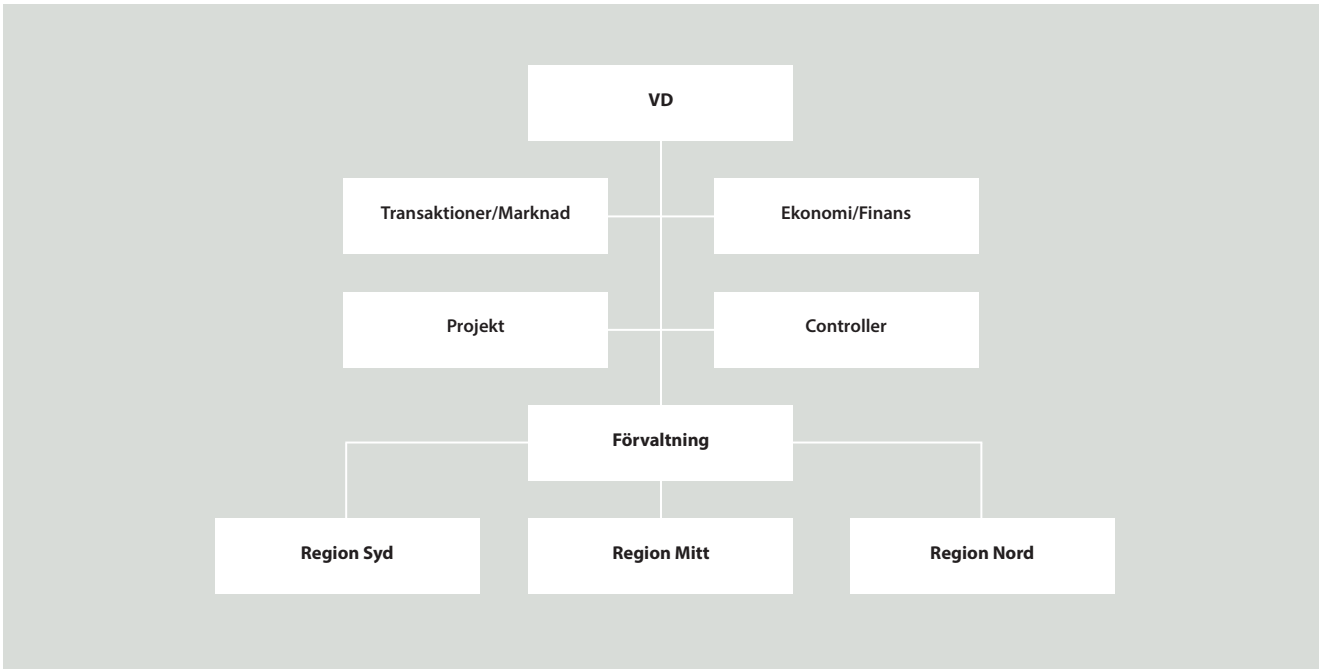 VD
Transaktioner/Marknad
Ekonomi/Finans
Projekt
Controller
Förvaltning
Region Syd
Region Mitt
Region Nord